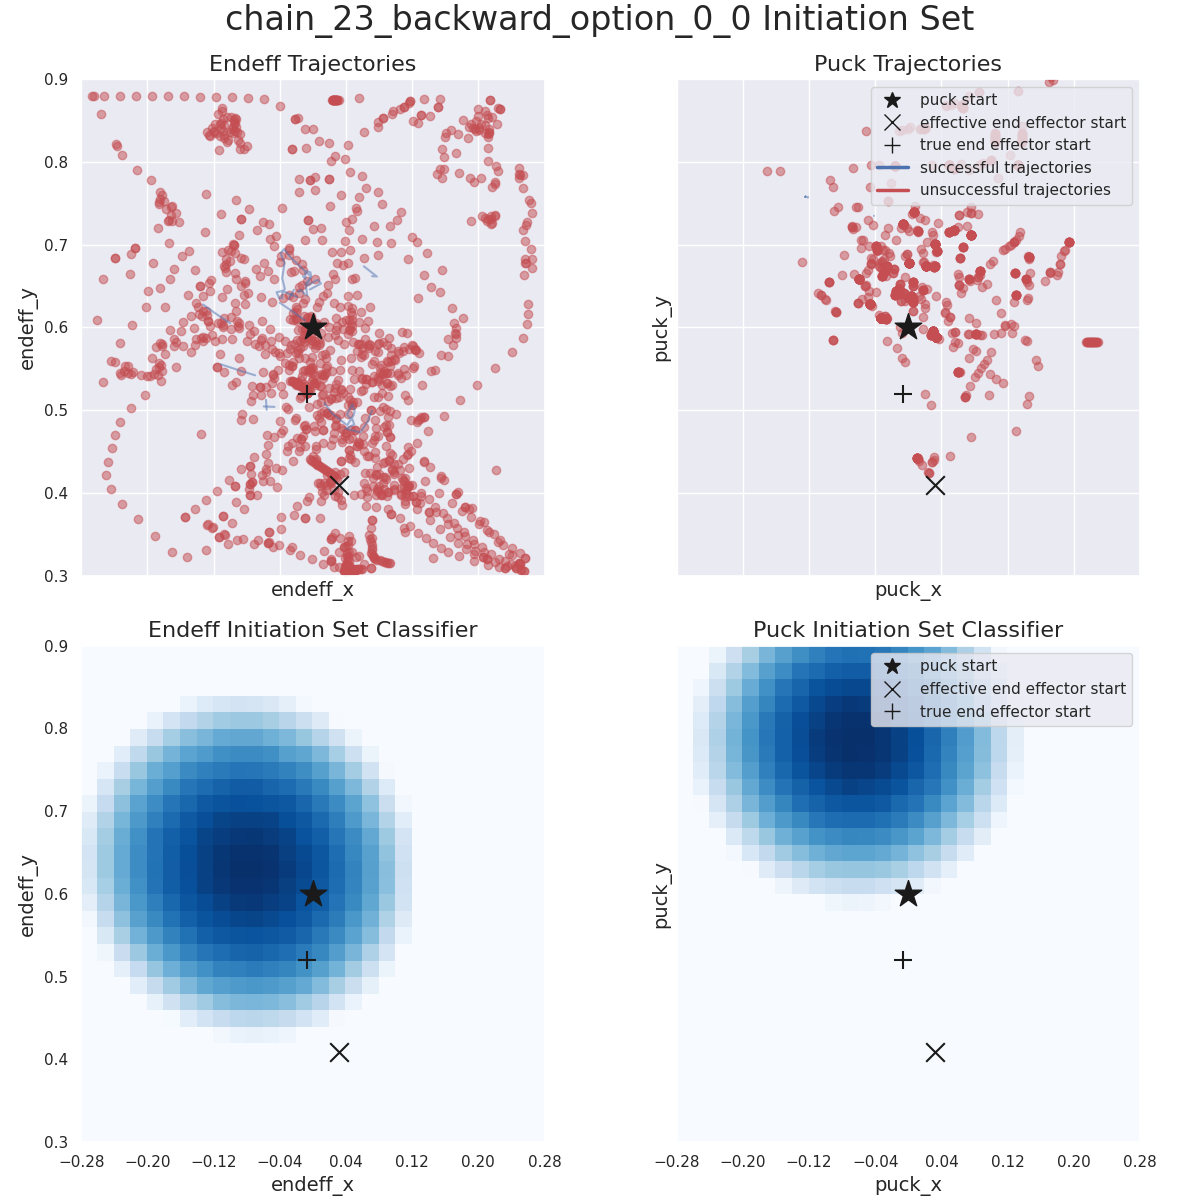 chain_23_backward_option_0_0 Initiation Set
Endeff Trajectories
0.9
0.8
0.7
0.6
0.5
0.4
0.3
endeff_y
endeff_x
Puck Trajectories
puck start
effective end effector start
true end effector start
successful trajectories
unsuccessful trajectories
puck_y
puck_x
Endeff Initiation Set Classifier
0.9
0.8
0.7
0.6
0.5
0.4
0.3
endeff_y
−0.28 −0.20 −0.12 −0.04 0.04 0.12 0.20 0.28
endeff_x
Puck Initiation Set Classifier
puck start
effective end effector start
true end effector start
puck_y
−0.28 −0.20 −0.12 −0.04 0.04 0.12 0.20 0.28
puck_x